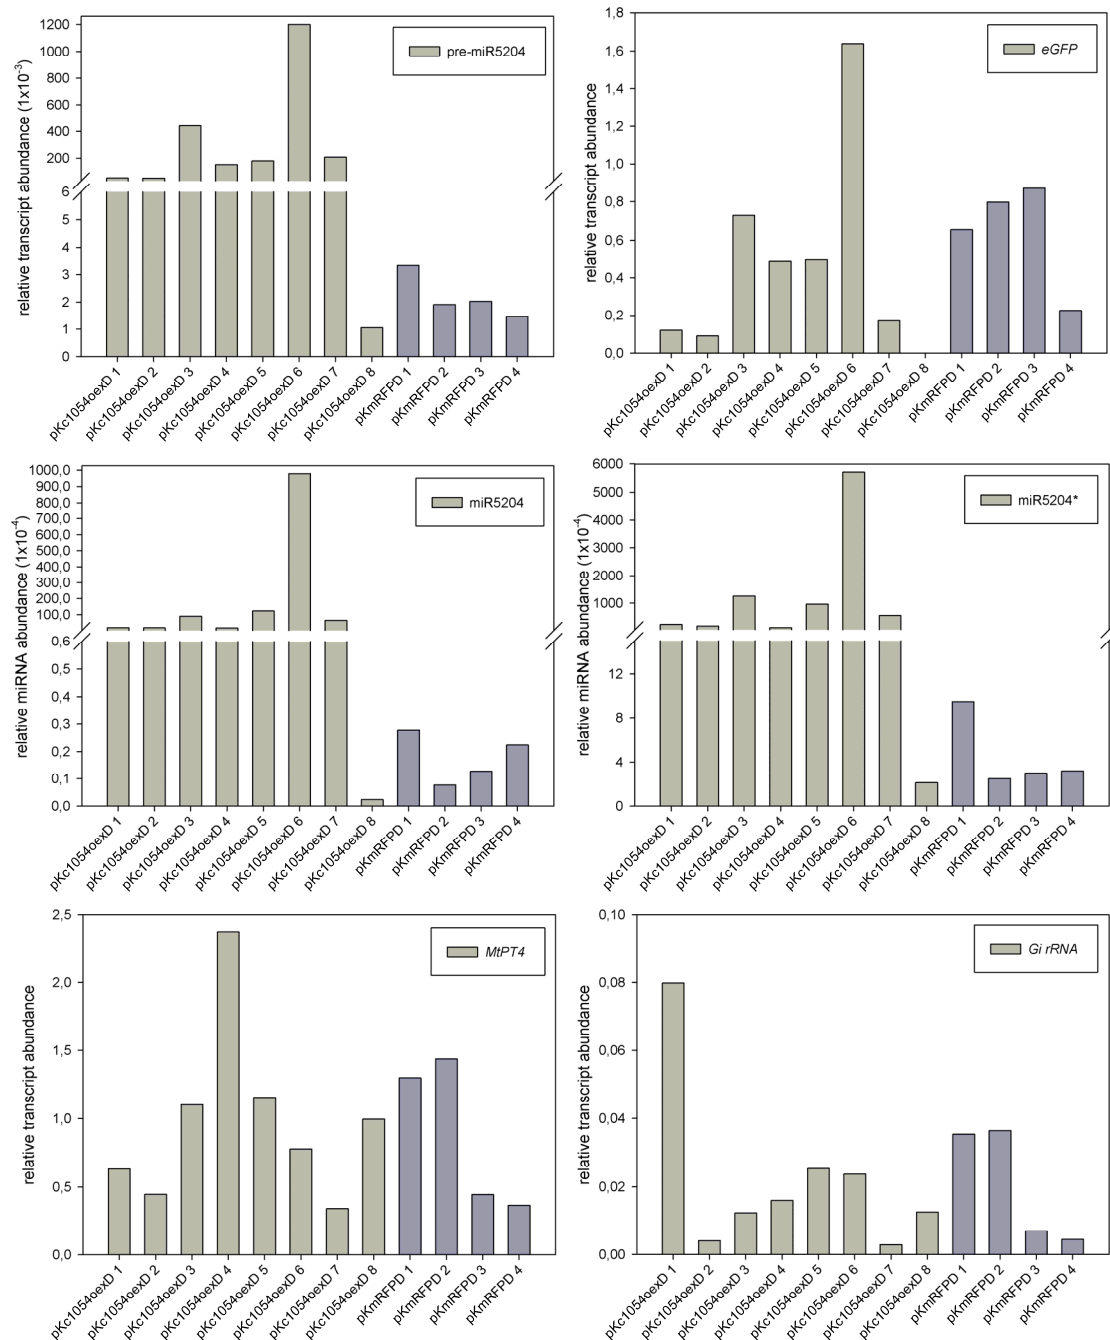 relative transcript abundance (1x10-3)
1200
1000
800
600
400
200
6
5
4
3
2
1
0
pre-miR5204
pKc1054oexD 1
pKc1054oexD 2
pKc1054oexD 3
pKc1054oexD 4
pKc1054oexD 5
pKc1054oexD 6
pKc1054oexD 7
pKc1054oexD 8
pKmRFPD 1
pKmRFPD 2
pKmRFPD 3
pKmRFPD 4
relative transcript abundance
1,8
1,6
1,4
1,2
1,0
0,8
0,6
0,4
0,2
0,0
eGFP
pKc1054oexD 1
pKc1054oexD 2
pKc1054oexD 3
pKc1054oexD 4
pKc1054oexD 5
pKc1054oexD 6
pKc1054oexD 7
pKc1054oexD 8
pKmRFPD 1
pKmRFPD 2
pKmRFPD 3
pKmRFPD 4
relative miRNA abundance (1x10-4)
1000,0
900,0
800,0
700,0
600,0
500,0
400,0
300,0
200,0
100,0
0,6
0,5
0,4
0,3
0,2
0,1
0,0
miR5204
pKc1054oexD 1
pKc1054oexD 2
pKc1054oexD 3
pKc1054oexD 4
pKc1054oexD 5
pKc1054oexD 6
pKc1054oexD 7
pKc1054oexD 8
pKmRFPD 1
pKmRFPD 2
pKmRFPD 3
pKmRFPD 4
relative miRNA abundance (1x10-4)
6000
5000
4000
3000
2000
1000
12
8
4
0
miR5204*
pKc1054oexD 1
pKc1054oexD 2
pKc1054oexD 3
pKc1054oexD 4
pKc1054oexD 5
pKc1054oexD 6
pKc1054oexD 7
pKc1054oexD 8
pKmRFPD 1
pKmRFPD 2
pKmRFPD 3
pKmRFPD 4
relative transcript abundance
2,5
2,0
1,5
1,0
0,5
0,0
MtPT4
pKc1054oexD 1
pKc1054oexD 2
pKc1054oexD 3
pKc1054oexD 4
pKc1054oexD 5
pKc1054oexD 6
pKc1054oexD 7
pKc1054oexD 8
pKmRFPD 1
pKmRFPD 2
pKmRFPD 3
pKmRFPD 4
relative transcript abundance
0,10
0,08
0,06
0,04
0,02
0,00
Gi rRNA
pKc1054oexD 1
pKc1054oexD 2
pKc1054oexD 3
pKc1054oexD 4
pKc1054oexD 5
pKc1054oexD 6
pKc1054oexD 7
pKc1054oexD 8
pKmRFPD 1
pKmRFPD 2
pKmRFPD 3
pKmRFPD 4